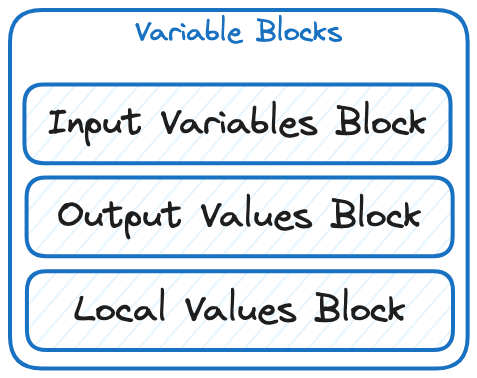 Variable Blocks
Input Variables Block
Output Values Block
Local Values Block